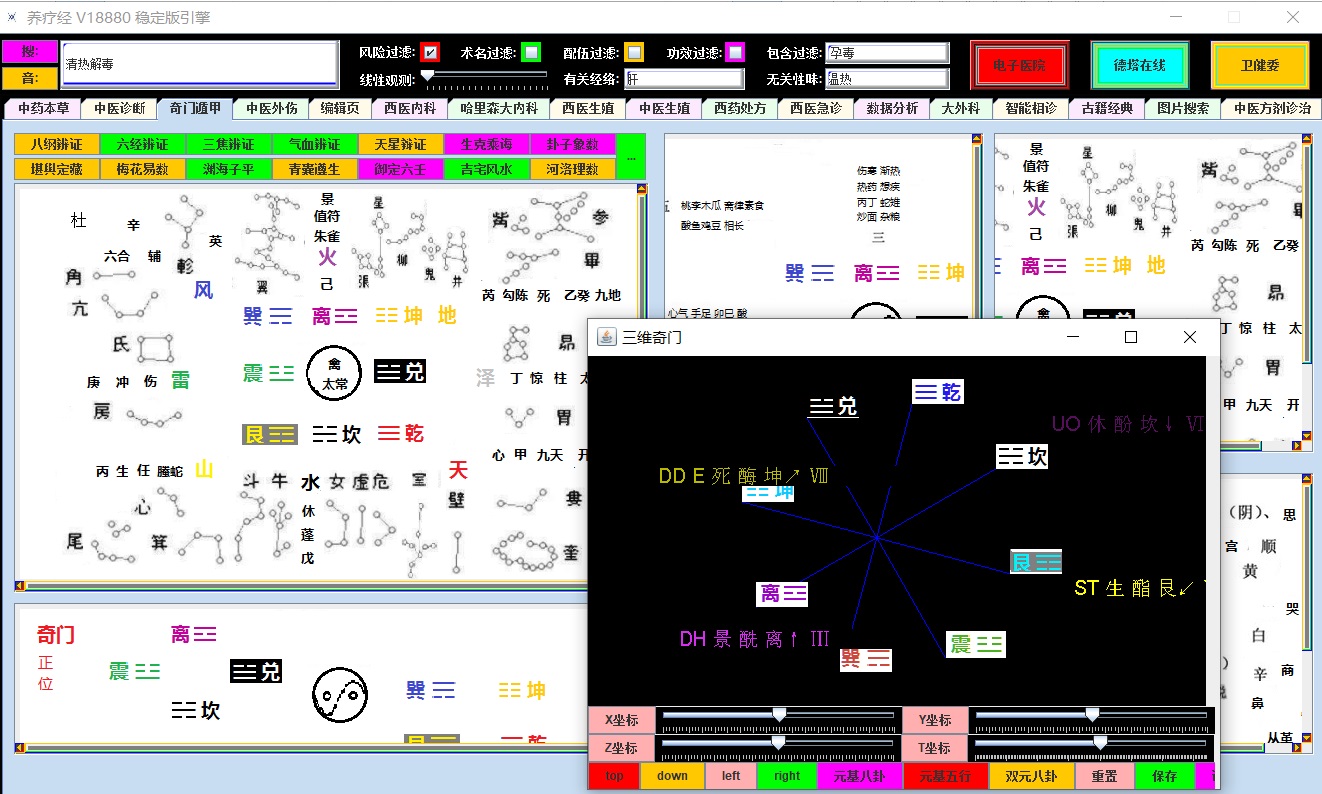 养疗经 V18880 稳定版引擎
搜: 清热解毒 风险过滤: 术名过滤: 配伍过滤: 功效过滤: 包含过滤: 孕毒 电子医院 德塔在线 卫健委
音: 线性观测: 有关经络: 肝 无关性味: 温热
中药本草 中医诊断 奇门遁甲 中医外伤 编辑页 西医内科 哈里森大内科 西医生殖 中医生殖 西药处方 西医急诊 数据分析 大外科 智能相诊 古籍经典 图片搜索 中医方剂诊治
八纲辨证 六经辨证 三焦辨证 气血辩证 天星辩证 生克乘诲 卦子象数 ...
堪舆定藏 梅花易数 渊海子平 青囊遵生 御定六壬 吉宅风水 河洛理数
杜 辛 英
六合 辅 轸
角 亢 风
景
值符
朱雀
火
己
翼 星 張 柳 鬼 井
觜 参 畢
芮 勾陈 死 乙癸 九地
巽 离 坤 地
氐
庚 冲 伤 雷
震 禽 太常 兑
泽 丁 惊 柱
昴
房
艮 坎 乾
胃
心 甲 九天 开
丙 生 任 螣蛇 山
天
心 尾 箕
斗 牛 水 女 虚 危 室 壁
休
蓬
戊
奎
伤寒 渐热
热药 想疾
桃李木瓜 斋律素食
丙丁 蛇雉
炒面 杂粮
酸鱼鸡豆 相长
三
巽 离 坤
心气 手足 卯巳 酸
景
值符
朱雀
火
己
星 張 柳 鬼 井
觜
芮 勾陈 死 乙癸
离 坤 地
禽 兑
昴
丁 惊 柱
胃
甲 九天 开
奇门
正
位
离
震 兑
坎
巽 坤
三维奇门
兑 乾
UO 休 酚 坎↓
坎
DD E 死 酶 坤↗ Ⅷ
坤
艮
ST 生 酯 艮↙
离
DH 景 酰 离↑ III
震
巽
X坐标 Y坐标
Z坐标 T坐标
top down left right 元基八卦 元基五行 双元八卦 重置 保存
（阴）、 思
宫 顺
黄
哭
白
辛 商
鼻
从革